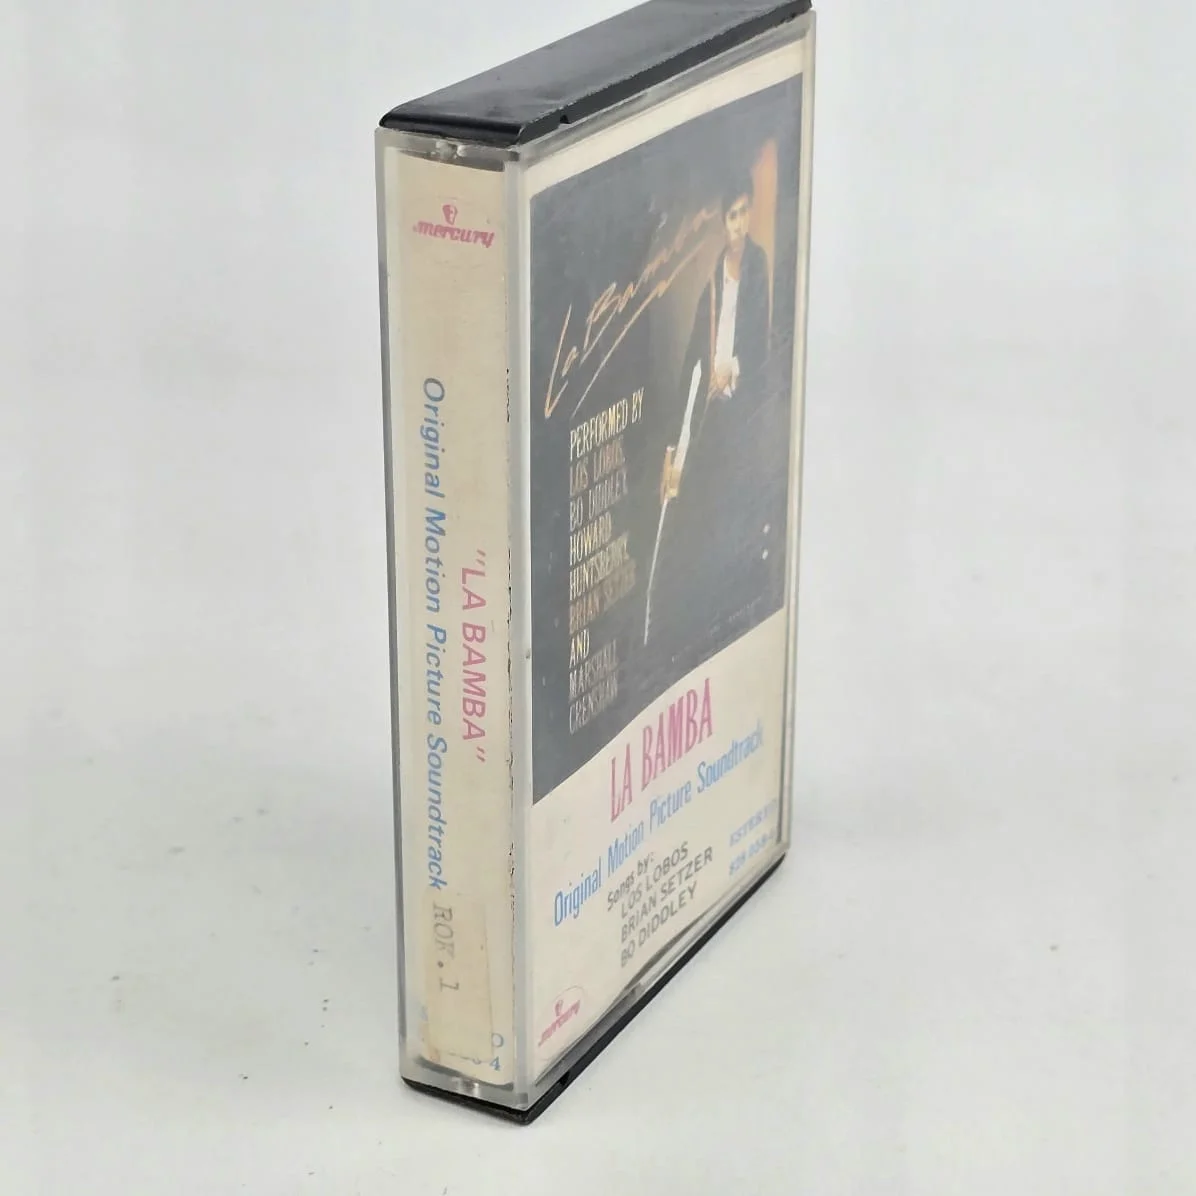 mercury
"LA BAMBA"
Original Motion Picture Soundtrack
ROK.1
O
4
La Bamba
PERFORMED BY
LOS LOBOS,
BO DIDDLEY,
HOWARD
HUNTSBERRY,
BRIAN SETZER
AND
MARSHALL
CRENSHAW
LA BAMBA
Original Motion Picture Soundtrack
Songs by:
LOS LOBOS
BRIAN SETZER
BO DIDDLEY
ESTEREO
mercury